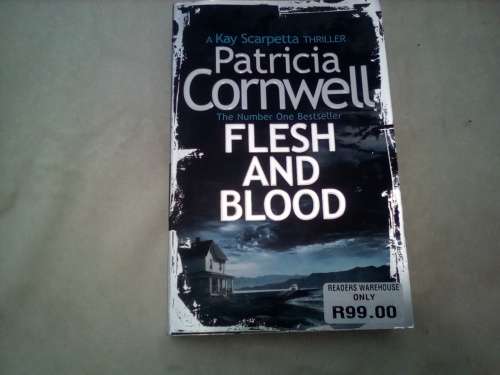 A Kay Scarpetta THRILLER
Patricia
Cornwell
The Number One Bestseller
FLESH
AND
BLOOD
READERS WAREHOUSE
ONLY
R99.00